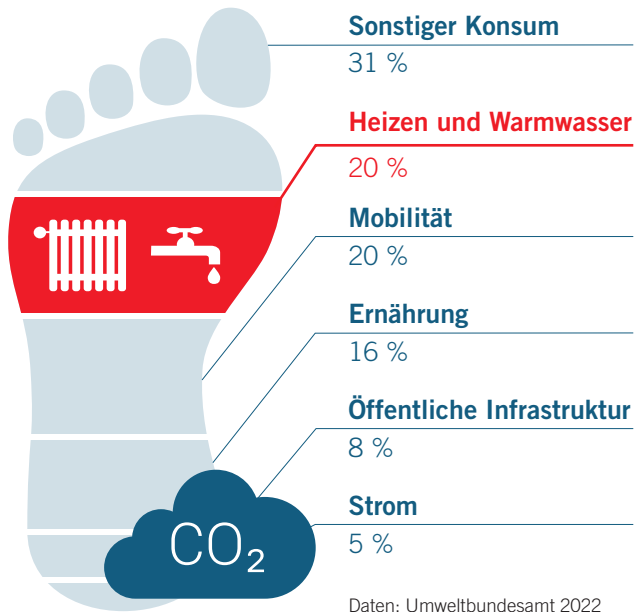 Sonstiger Konsum
31 %
Heizen und Warmwasser
20 %
Mobilität
20 %
Ernährung
16 %
Öffentliche Infrastruktur
8 %
Strom
5 %
CO₂
Daten: Umweltbundesamt 2022